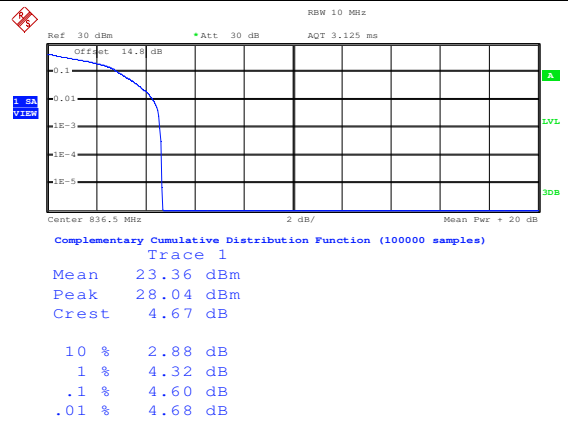 RBW 10 MHz
Ref 30 dBm *Att 30 dB AQT 3.125 ms
Offset 14.8 dB
0.1
A
1 SA
VIEW
0.01
LVL
1E-3
1E-4
1E-5
3DB
Center 836.5 MHz 2 dB/ Mean Pwr + 20 dB
Complementary Cumulative Distribution Function (100000 samples)
Trace 1
Mean 23.36 dBm
Peak 28.04 dBm
Crest 4.67 dB
10 % 2.88 dB
1 % 4.32 dB
.1 % 4.60 dB
.01 % 4.68 dB